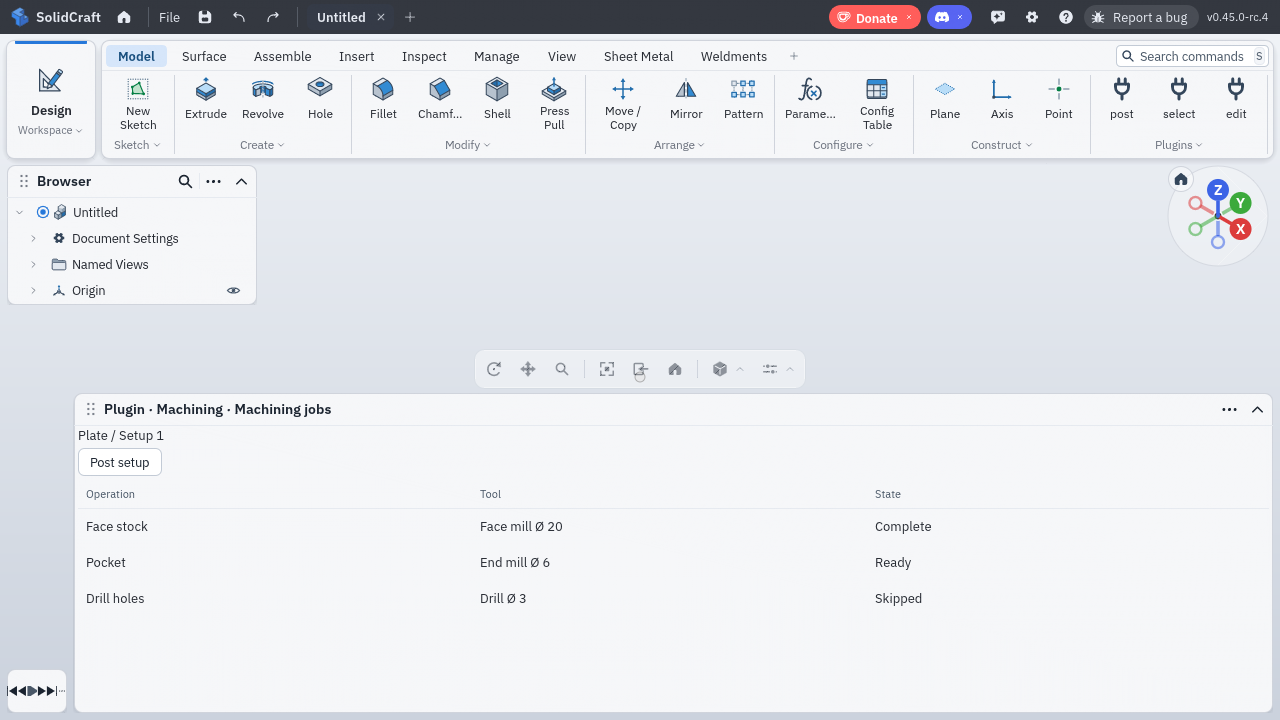 SolidCraft
File
Untitled
Donate
Report a bug
v0.45.0-rc.4
Design
Workspace
Model
Surface
Assemble
Insert
Inspect
Manage
View
Sheet Metal
Weldments
Search commands
S
New Sketch
Extrude
Revolve
Hole
Fillet
Chamf...
Shell
Press Pull
Move / Copy
Mirror
Pattern
Parame...
Config Table
Plane
Axis
Point
post
select
edit
Sketch
Create
Modify
Arrange
Configure
Construct
Plugins
Browser
Untitled
Document Settings
Named Views
Origin
Z
Y
X
Plugin · Machining · Machining jobs
Plate / Setup 1
Post setup
Operation Tool State
Face stock Face mill Ø 20 Complete
Pocket End mill Ø 6 Ready
Drill holes Drill Ø 3 Skipped